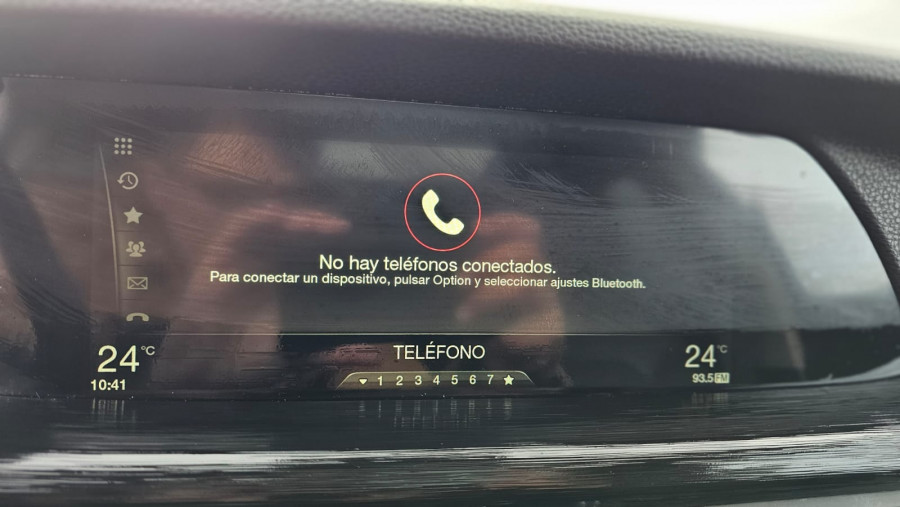 No hay teléfonos conectados.
Para conectar un dispositivo, pulsar Option y seleccionar ajustes Bluetooth.
24°C
10:41
TELÉFONO
1 2 3 4 5 6 7
24°C
93.5 FM